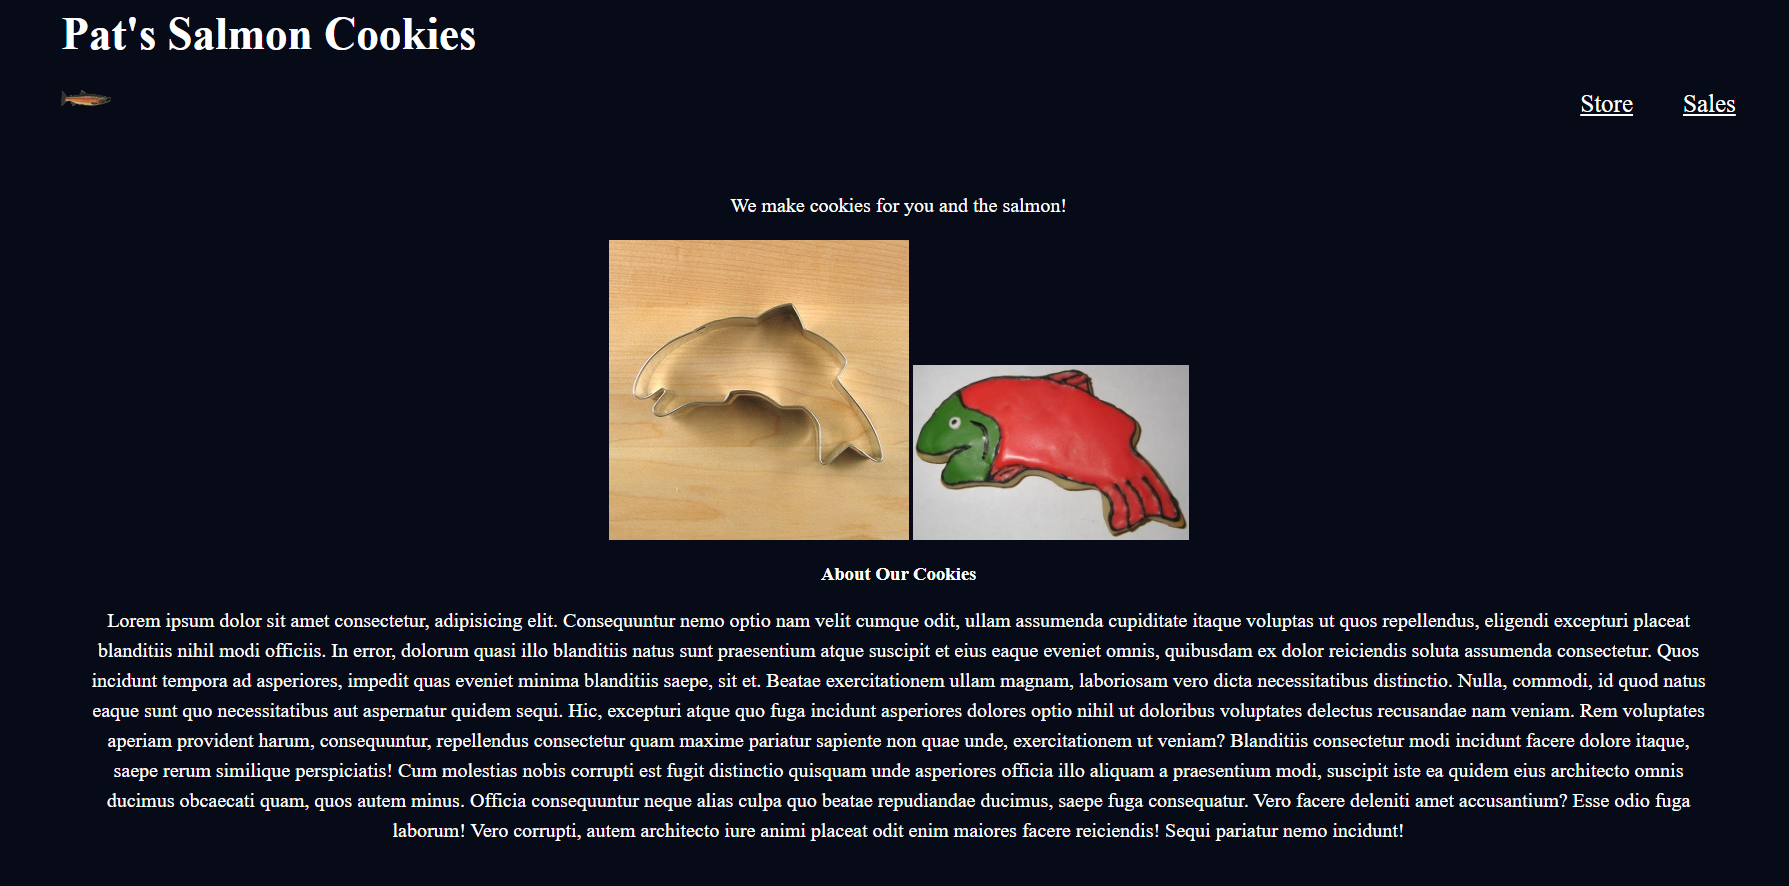 Pat's Salmon Cookies
Store
Sales
We make cookies for you and the salmon!
About Our Cookies
Lorem ipsum dolor sit amet consectetur, adipisicing elit. Consequuntur nemo optio nam velit cumque odit, ullam assumenda cupiditate itaque voluptas ut quos repellendus, eligendi excepturi placeat
blanditiis nihil modi officiis. In error, dolorum quasi illo blanditiis natus sunt praesentium atque suscipit et eius eaque eveniet omnis, quibusdam ex dolor reiciendis soluta assumenda consectetur. Quos
incidunt tempora ad asperiores, impedit quas eveniet minima blanditiis saepe, sit et. Beatae exercitationem ullam magnam, laboriosam vero dicta necessitatibus distinctio. Nulla, commodi, id quod natus
eaque sunt quo necessitatibus aut aspernatur quidem sequi. Hic, excepturi atque quo fuga incidunt asperiores dolores optio nihil ut doloribus voluptates delectus recusandae nam veniam. Rem voluptates
aperiam provident harum, consequuntur, repellendus consectetur quam maxime pariatur sapiente non quae unde, exercitationem ut veniam? Blanditiis consectetur modi incidunt facere dolore itaque,
saepe rerum similique perspiciatis! Cum molestias nobis corrupti est fugit distinctio quisquam unde asperiores officia illo aliquam a praesentium modi, suscipit iste ea quidem eius architecto omnis
ducimus obcaecati quam, quos autem minus. Officia consequuntur neque alias culpa quo beatae repudiandae ducimus, saepe fuga consequatur. Vero facere deleniti amet accusantium? Esse odio fuga
laborum! Vero corrupti, autem architecto iure animi placeat odit enim maiores facere reiciendis! Sequi pariatur nemo incidunt!